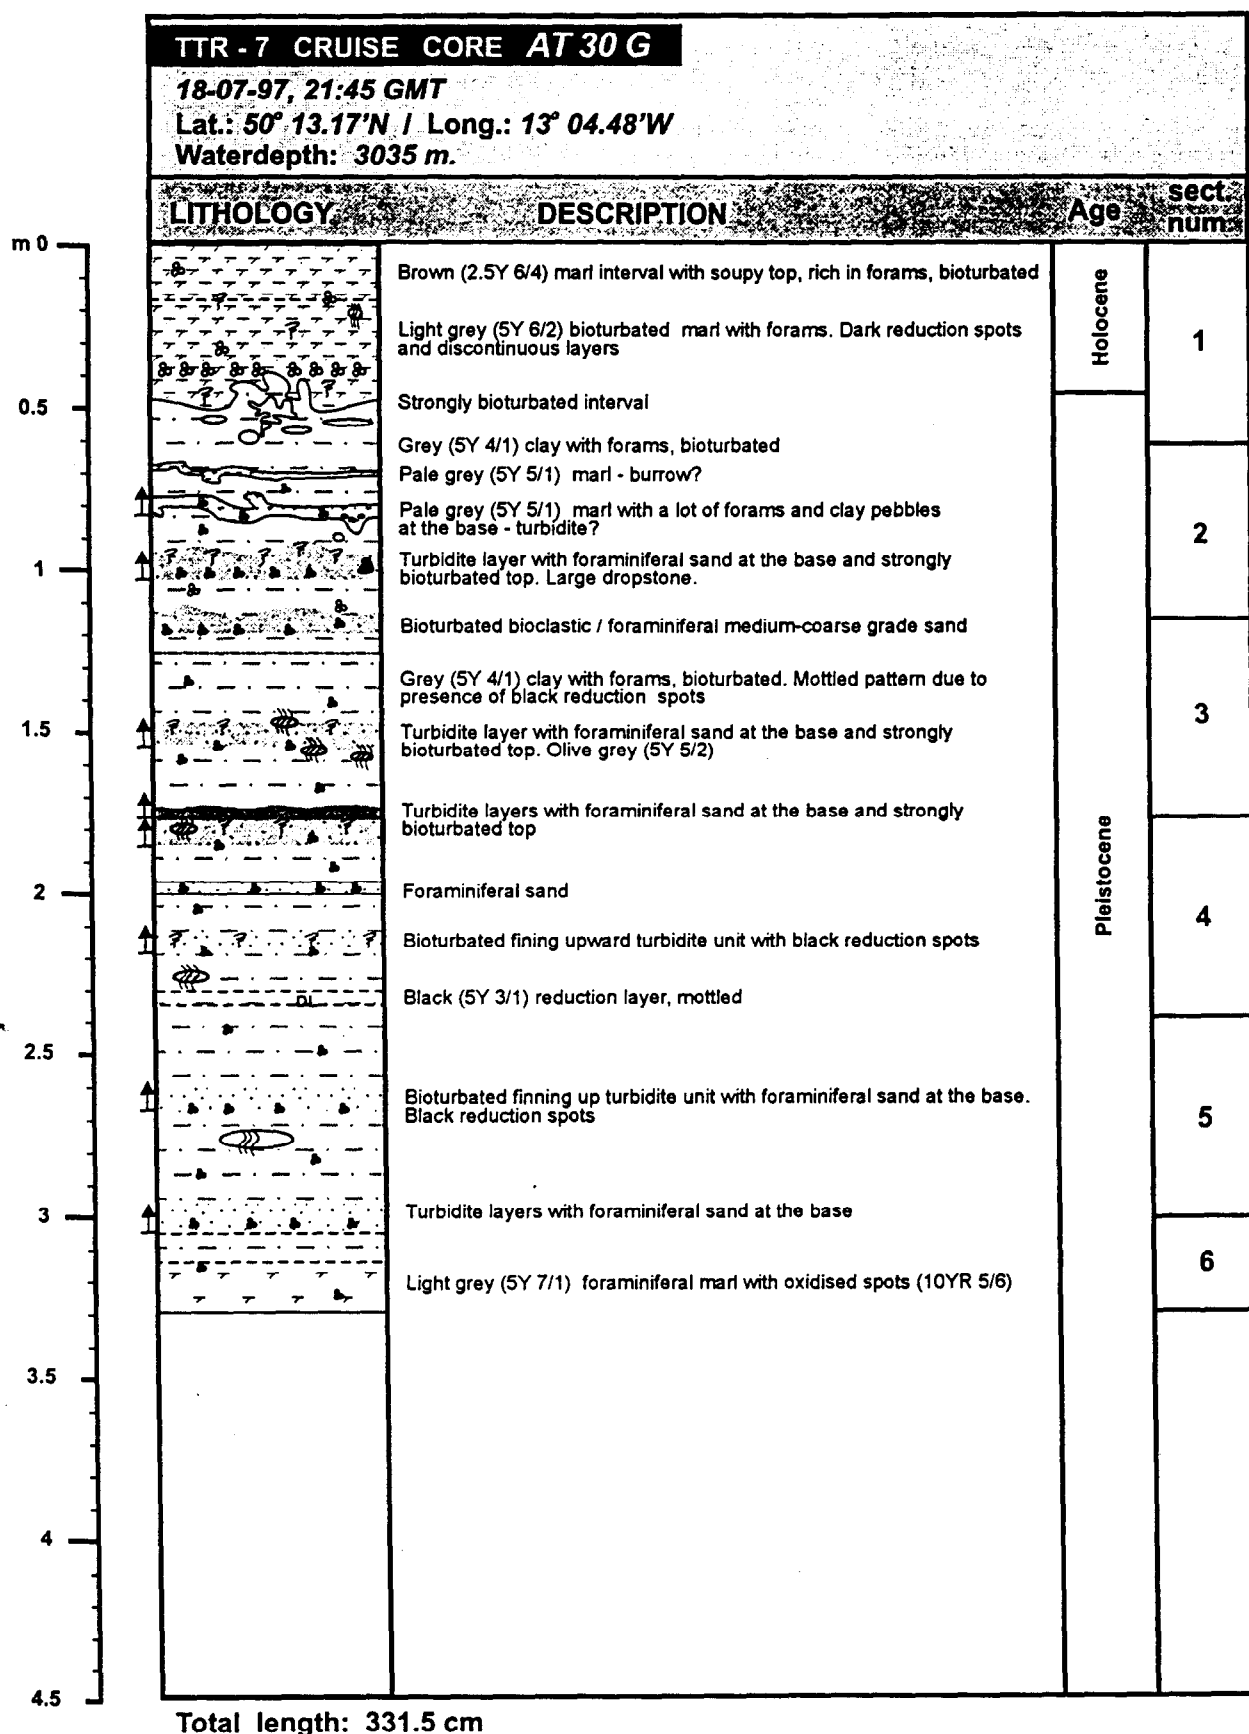 TTR - 7 CRUISE CORE AT 30 G
18-07-97, 21:45 GMT
Lat.: 50° 13.17'N / Long.: 13° 04.48'W
Waterdepth: 3035 m.
LITHOLOGY DESCRIPTION Age sect. num.
m 0
Brown (2.5Y 6/4) marl interval with soupy top, rich in forams, bioturbated
Holocene
Light grey (5Y 6/2) bioturbated marl with forams. Dark reduction spots
and discontinuous layers
1
0.5
Strongly bioturbated interval
Grey (5Y 4/1) clay with forams, bioturbated
Pale grey (5Y 5/1) marl - burrow?
Pale grey (5Y 5/1) marl with a lot of forams and clay pebbles
at the base - turbidite?
2
1
Turbidite layer with foraminiferal sand at the base and strongly
bioturbated top. Large dropstone.
Bioturbated bioclastic / foraminiferal medium-coarse grade sand
Grey (5Y 4/1) clay with forams, bioturbated. Mottled pattern due to
presence of black reduction spots
3
1.5
Turbidite layer with foraminiferal sand at the base and strongly
bioturbated top. Olive grey (5Y 5/2)
Turbidite layers with foraminiferal sand at the base and strongly
bioturbated top
Pleistocene
2
Foraminiferal sand
4
Bioturbated fining upward turbidite unit with black reduction spots
DL
Black (5Y 3/1) reduction layer, mottled
2.5
Bioturbated finning up turbidite unit with foraminiferal sand at the base.
Black reduction spots
5
3
Turbidite layers with foraminiferal sand at the base
6
Light grey (5Y 7/1) foraminiferal marl with oxidised spots (10YR 5/6)
3.5
4
4.5
Total length: 331.5 cm